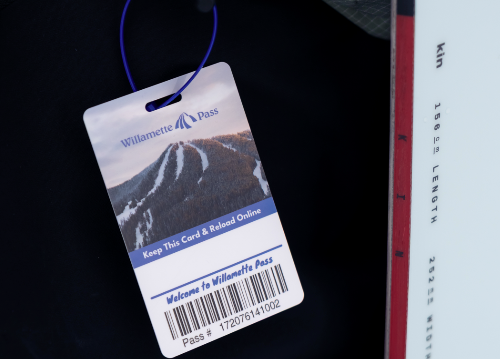 Willamette Pass
Keep This Card & Reload Online
Welcome to Willamette Pass
Pass # 172076141002
kin
156 cm LENGTH
252 mm WIDT
K I N